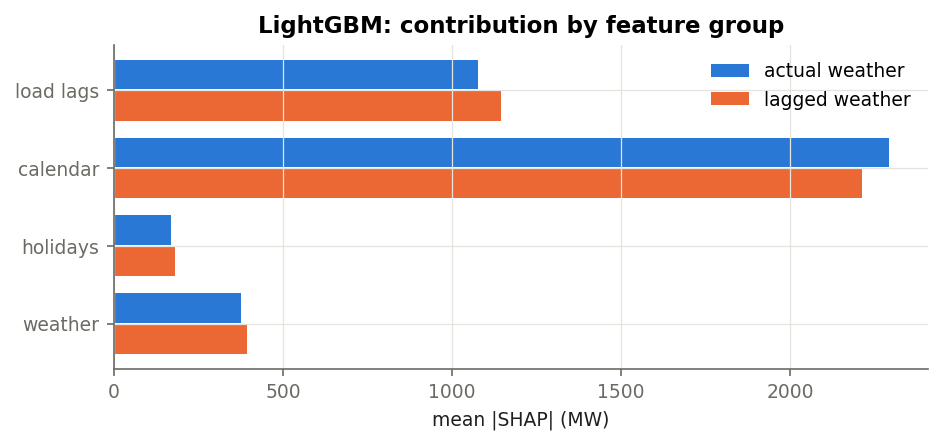 LightGBM: contribution by feature group
actual weather
lagged weather
load lags
calendar
holidays
weather
0 500 1000 1500 2000
mean |SHAP| (MW)